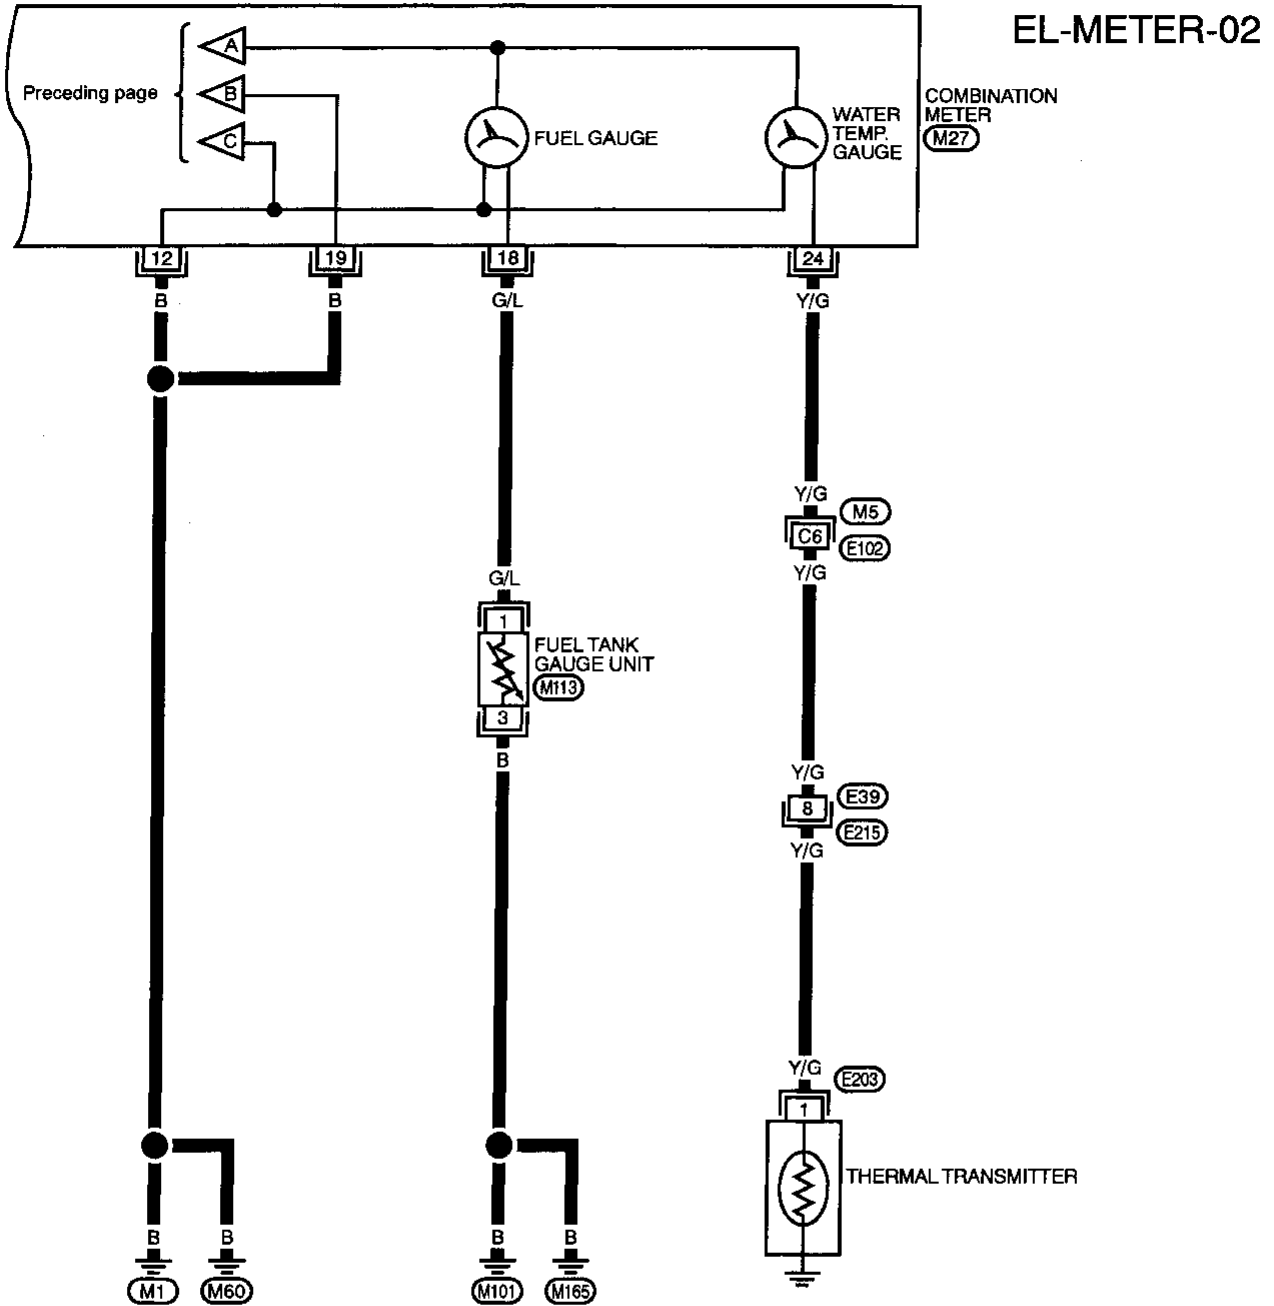 EL-METER-02
Preceding page
A
B
C
FUEL GAUGE
WATER
TEMP.
GAUGE
COMBINATION
METER
M27
12
19
18
24
B
B
G/L
Y/G
Y/G
M5
C6
E102
Y/G
G/L
1
FUEL TANK
GAUGE UNIT
M113
3
B
Y/G
E39
8
E215
Y/G
Y/G
E203
1
THERMAL TRANSMITTER
B
B
B
B
M1
M60
M101
M165